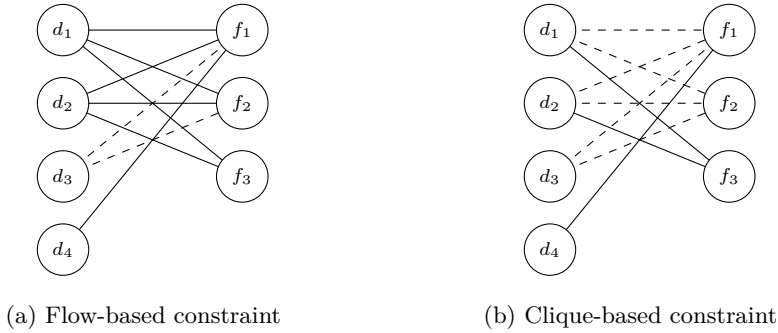 d₁ f₁ d₁ f₁
d₂ f₂ d₂ f₂
d₃ f₃ d₃ f₃
d₄ d₄
(a) Flow-based constraint (b) Clique-based constraint